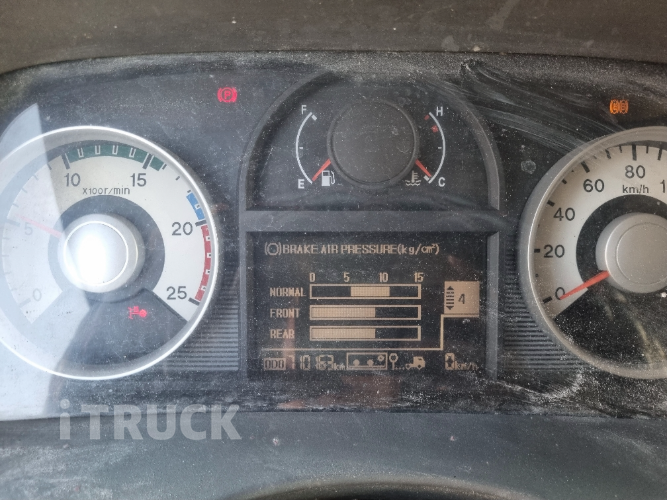 F H
E C
10 15
x100r/min
20
25
0
60 80
km/h
40
20
0
BRAKE AIR PRESSURE(kg/cm²)
0 5 10 15
NORMAL
FRONT
REAR
4
0km/h
iTRUCK